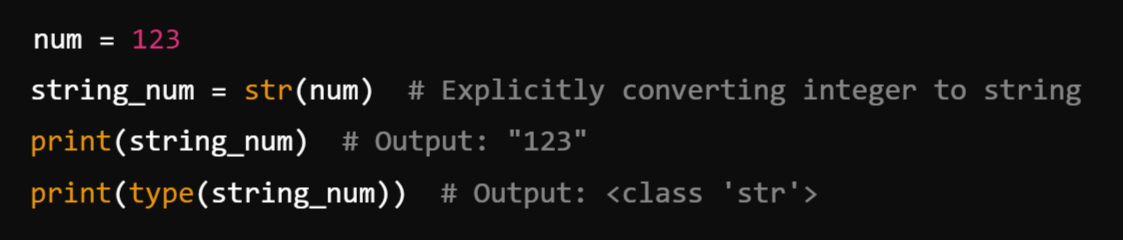 num = 123
string_num = str(num)  # Explicitly converting integer to string
print(string_num)  # Output: "123"
print(type(string_num))  # Output: <class 'str'>